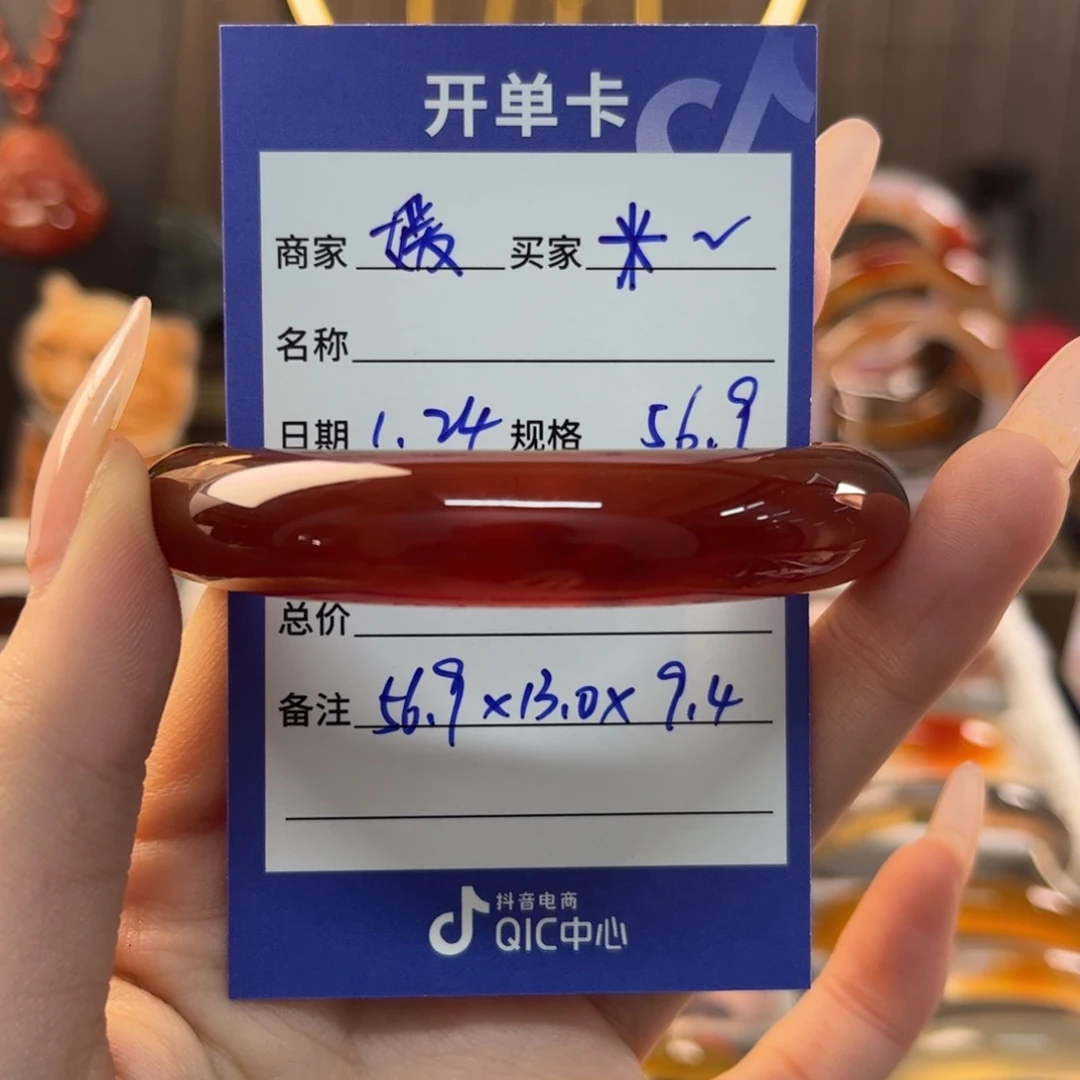 开单卡
商家 媛 买家 米 ✓
名称
日期 1.24 规格 56.9
总价
备注 56.9×13.0×9.4
抖音电商
QIC中心